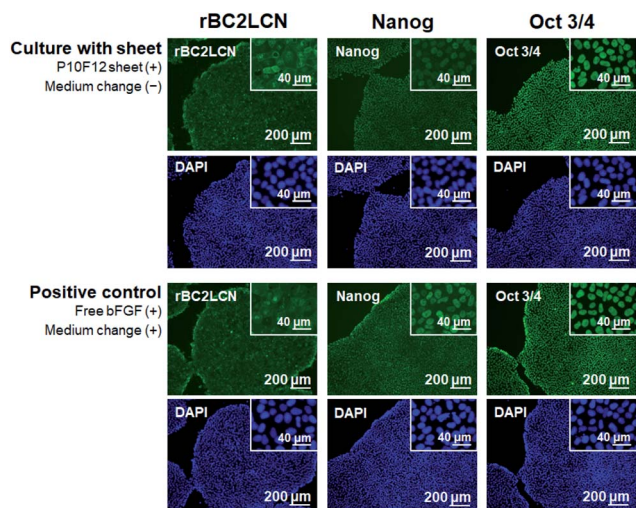 rBC2LCN
Nanog
Oct 3/4
Culture with sheet
P10F12 sheet (+)
Medium change (−)
rBC2LCN
40 µm
200 µm
Nanog
40 µm
200 µm
Oct 3/4
40 µm
200 µm
DAPI
40 µm
200 µm
DAPI
40 µm
200 µm
DAPI
40 µm
200 µm
Positive control
Free bFGF (+)
Medium change (+)
rBC2LCN
40 µm
200 µm
Nanog
40 µm
200 µm
Oct 3/4
40 µm
200 µm
DAPI
40 µm
200 µm
DAPI
40 µm
200 µm
DAPI
40 µm
200 µm